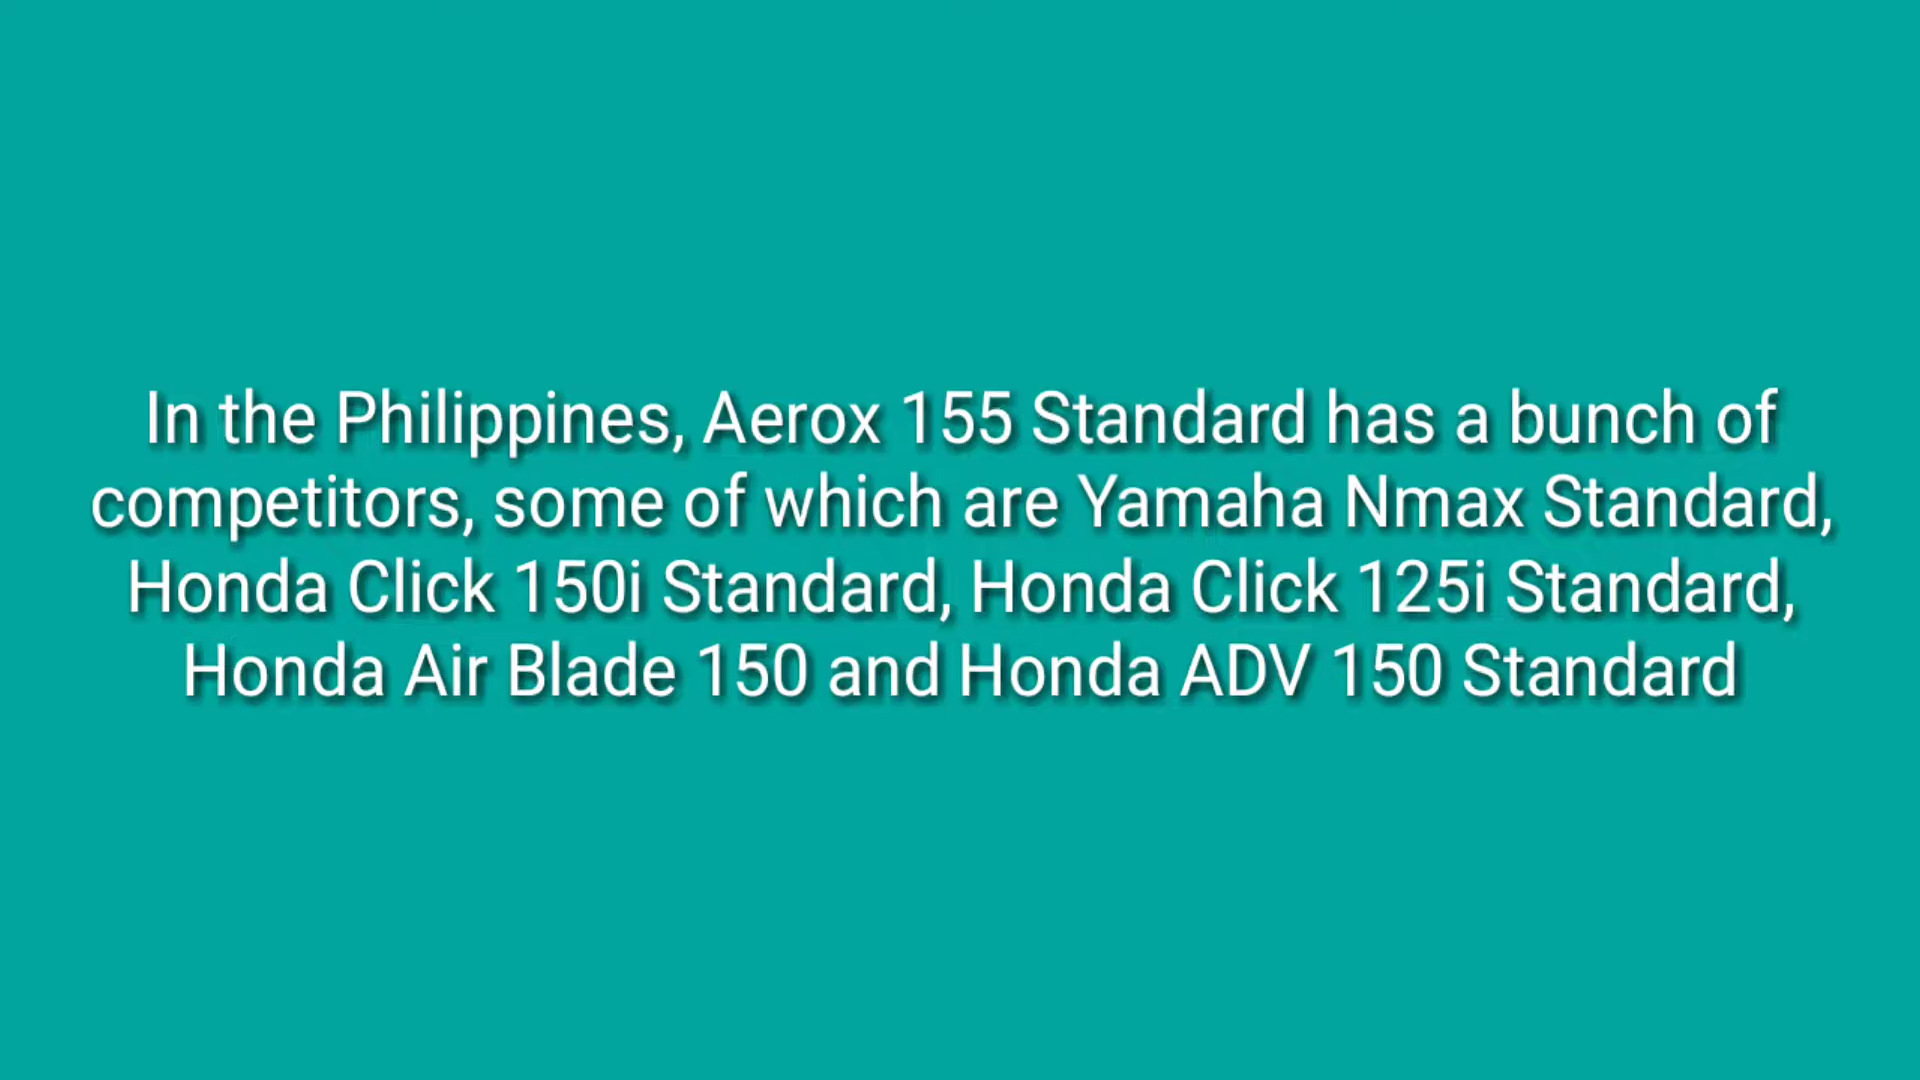 In the Philippines, Aerox 155 Standard has a bunch of
competitors, some of which are Yamaha Nmax Standard,
Honda Click 150i Standard, Honda Click 125i Standard,
Honda Air Blade 150 and Honda ADV 150 Standard